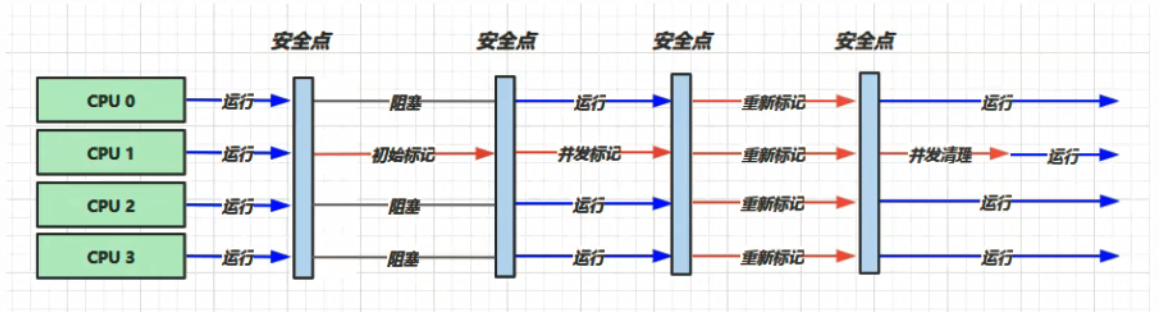 安全点 安全点 安全点 安全点
CPU 0 运行 阻塞 运行 重新标记 运行
CPU 1 运行 初始标记 并发标记 重新标记 并发清理 运行
CPU 2 运行 阻塞 运行 重新标记 运行
CPU 3 运行 阻塞 运行 重新标记 运行